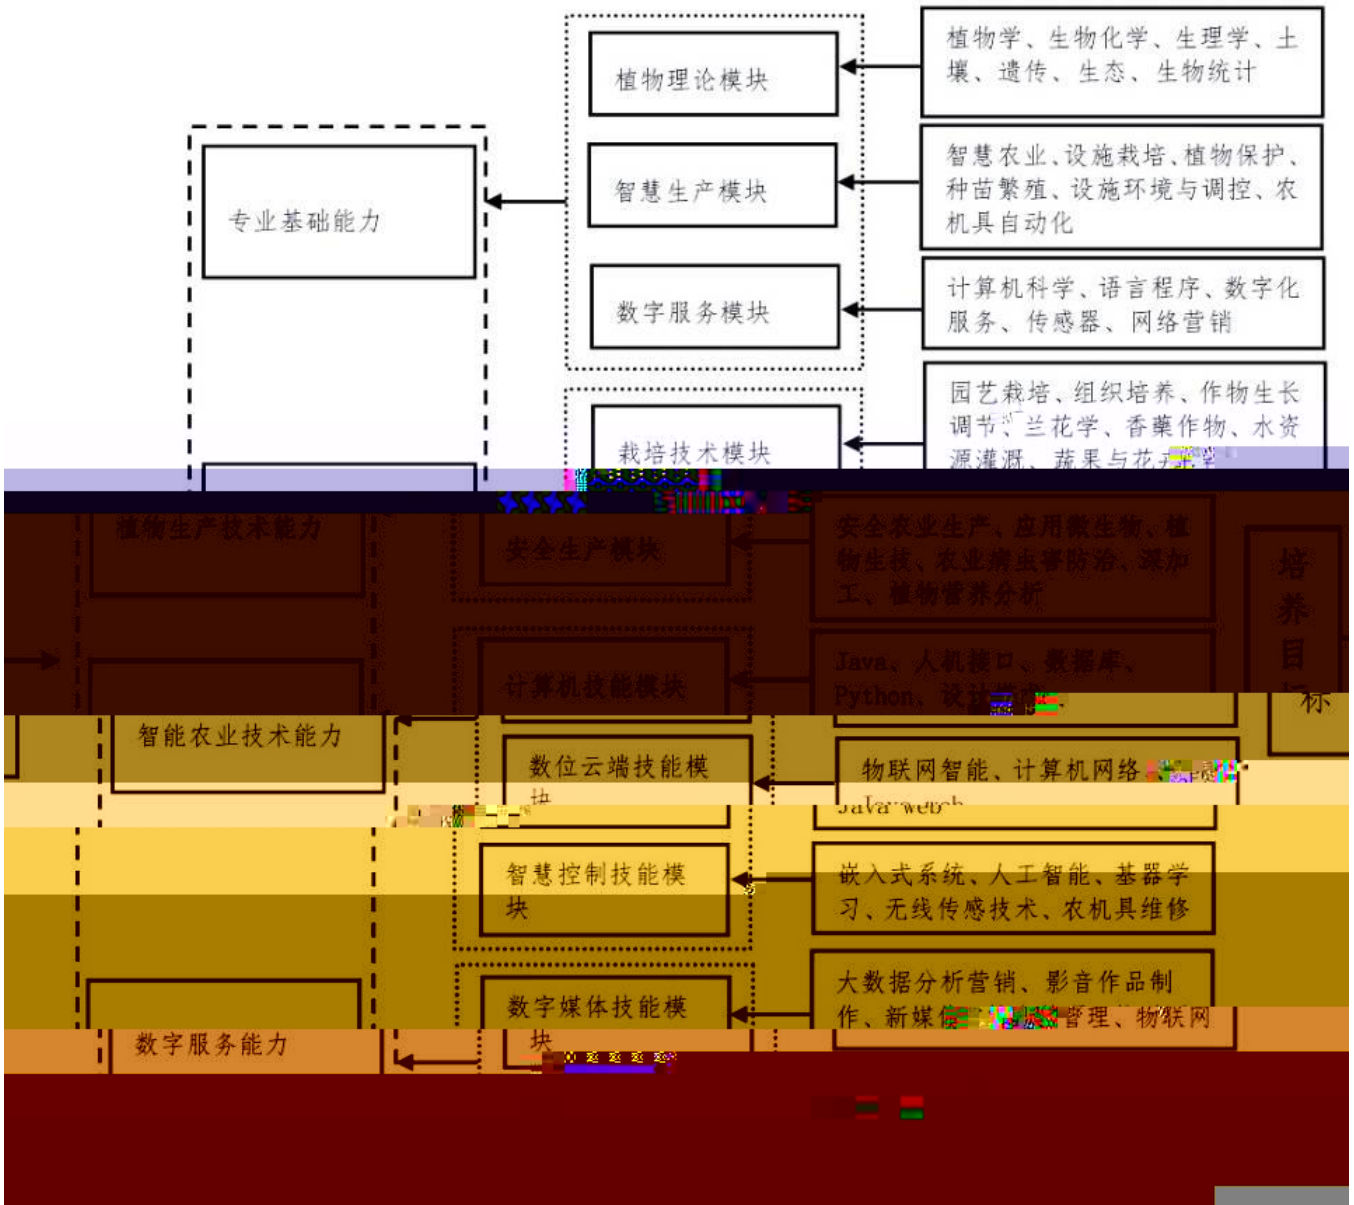 植物理论模块
植物学、生物化学、生理学、土
壤、遗传、生态、生物统计
专业基础能力
智慧生产模块
智慧农业、设施栽培、植物保护、
种苗繁殖、设施环境与调控、农
机具自动化
数字服务模块
计算机科学、语言程序、数字化
服务、传感器、网络营销
栽培技术模块
园艺栽培、组织培养、作物生长
调节、兰花学、香藥作物、水资
源灌溉、蔬果与花卉
植物生产技术能力
安全生产模块
安全农业生产、应用微生物、植
物生技、农业病虫害防治、深加
工、植物营养分析
培
养
目
标
计算机技能模块
Java、人机接口、数据库、
Python、设计
智能农业技术能力
数位云端技能模
块
物联网智能、计算机网络
Java web
智慧控制技能模
块
嵌入式系统、人工智能、基器学
习、无线传感技术、农机具维修
数字服务能力
数字媒体技能模
块
大数据分析营销、影音作品制
作、新媒 管理、物联网